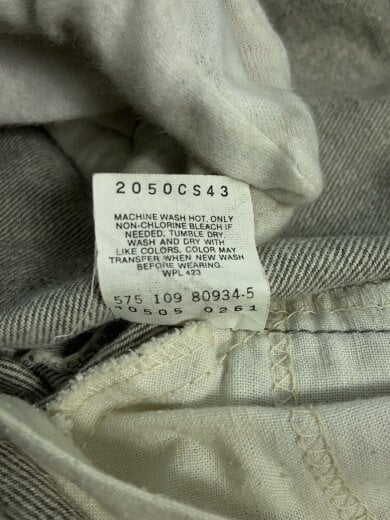 2050CS43
MACHINE WASH HOT. ONLY
NON-CHLORINE BLEACH IF
NEEDED. TUMBLE DRY.
WASH AND DRY WITH
LIKE COLORS. COLOR MAY
TRANSFER WHEN NEW WASH
BEFORE WEARING.
WPL 423
575 109 80934-5
10505 0261